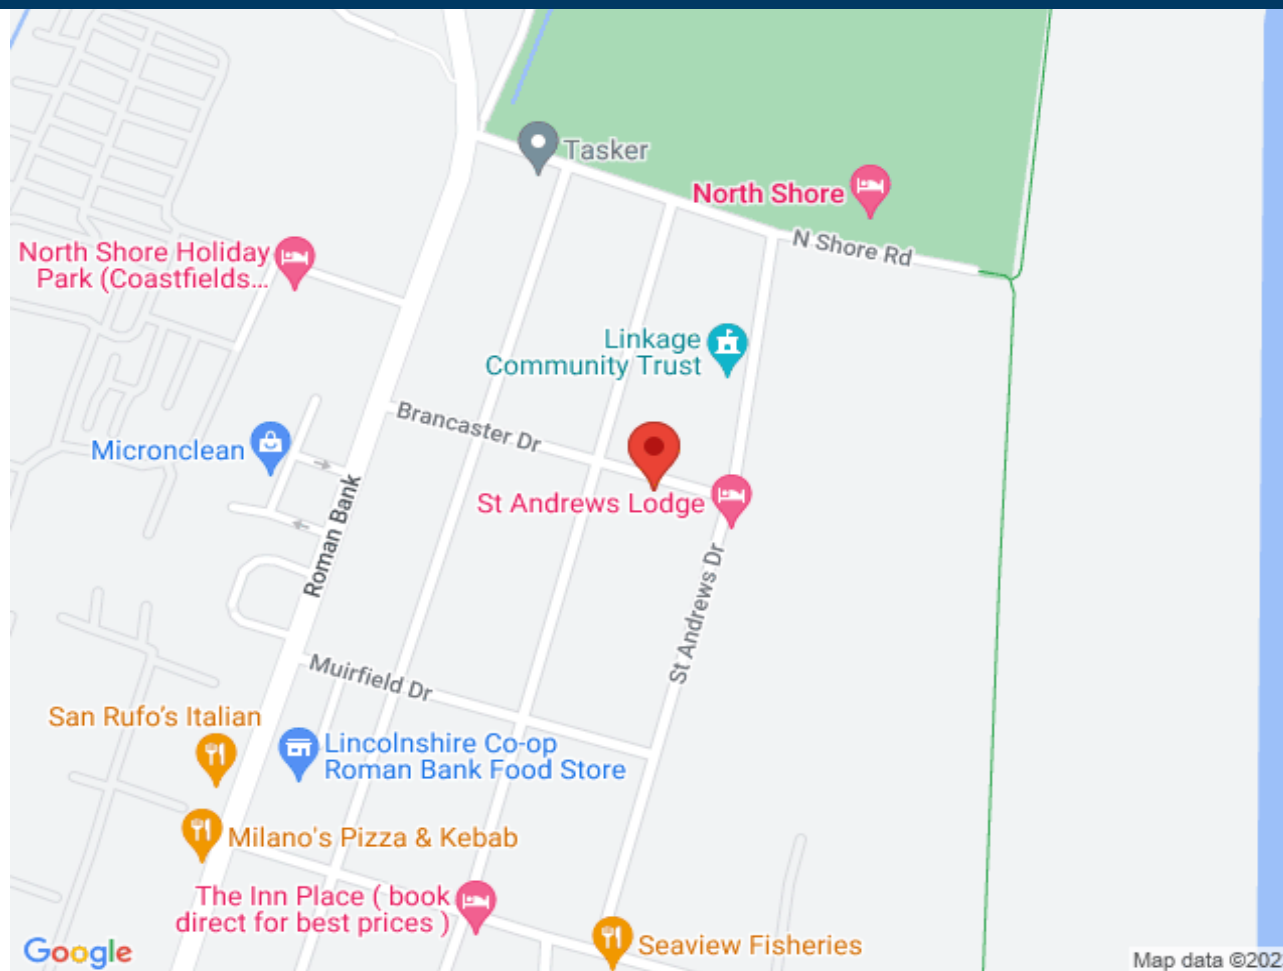 Tasker
North Shore
N Shore Rd
North Shore Holiday
Park (Coastfields...
Linkage
Community Trust
Brancaster Dr
Micronclean
St Andrews Lodge
Roman Bank
St Andrews Dr
Muirfield Dr
San Rufo's Italian
Lincolnshire Co-op
Roman Bank Food Store
Milano's Pizza & Kebab
The Inn Place ( book
direct for best prices )
Seaview Fisheries
Google
Map data ©202